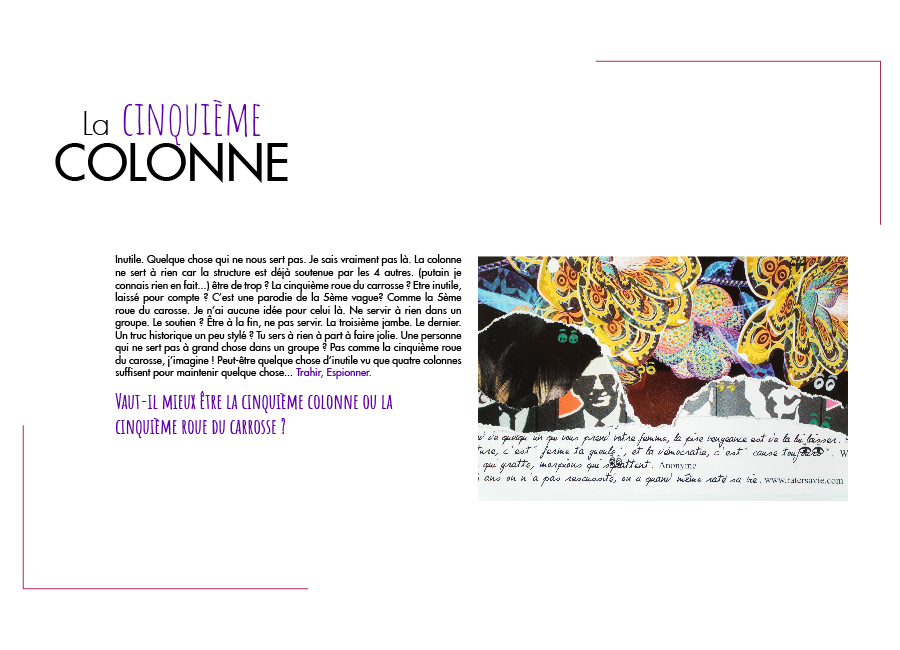 La CINQUIÈME
COLONNE
Inutile. Quelque chose qui ne nous sert pas. Je sais vraiment pas là. La colonne
ne sert à rien car la structure est déjà soutenue par les 4 autres. (putain je
connais rien en fait...) être de trop ? La cinquième roue du carrosse ? Etre inutile,
laissé pour compte ? C'est une parodie de la 5ème vague? Comme la 5ème
roue du carosse. Je n'ai aucune idée pour celui là. Ne servir à rien dans un
groupe. Le soutien ? Être à la fin, ne pas servir. La troisième jambe. Le dernier.
Un truc historique un peu stylé ? Tu sers à rien à part à faire jolie. Une personne
qui ne sert pas à grand chose dans un groupe ? Pas comme la cinquième roue
du carosse, j'imagine ! Peut-être quelque chose d'inutile vu que quatre colonnes
suffisent pour maintenir quelque chose... Trahir, Espionner.
VAUT-IL MIEUX ÊTRE LA CINQUIÈME COLONNE OU LA
CINQUIÈME ROUE DU CARROSSE ?
quelqu'un qui vous prend votre femme, la pire vengeance est de la lui laisser.
ture, c'est " ferme ta gueule ", et la démocratie, c'est " cause toujours ". W
qui gratte, morpions qui s'battent. Anonyme
ans on n'a pas ressuscité, on a quand même raté sa vie. www.ratersavie.com